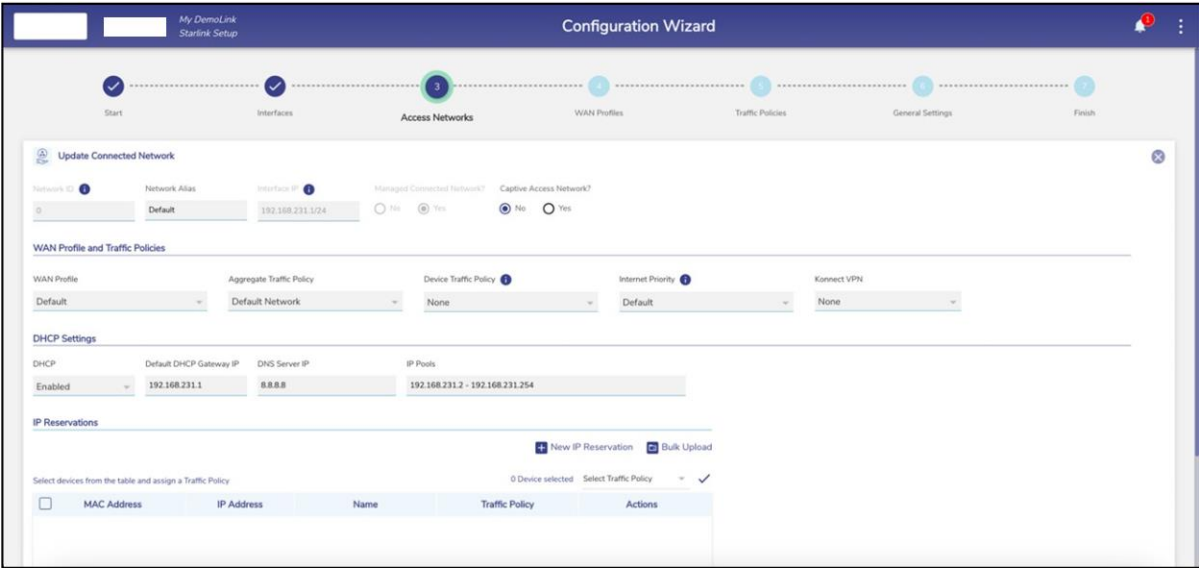 My DemoLink
Starlink Setup
Configuration Wizard
1
3 4 5 6 7
Start Interfaces Access Networks WAN Profiles Traffic Policies General Settings Finish
Update Connected Network
Network ID Network Alias Interface IP Managed Connected Network? Captive Access Network?
0 Default 192.168.231.1/24 No Yes No Yes
WAN Profile and Traffic Policies
WAN Profile Aggregate Traffic Policy Device Traffic Policy Internet Priority Konnect VPN
Default Default Network None Default None
DHCP Settings
DHCP Default DHCP Gateway IP DNS Server IP IP Pools
Enabled 192.168.231.1 8.8.8.8 192.168.231.2 - 192.168.231.254
IP Reservations
New IP Reservation Bulk Upload
Select devices from the table and assign a Traffic Policy 0 Device selected Select Traffic Policy
MAC Address IP Address Name Traffic Policy Actions